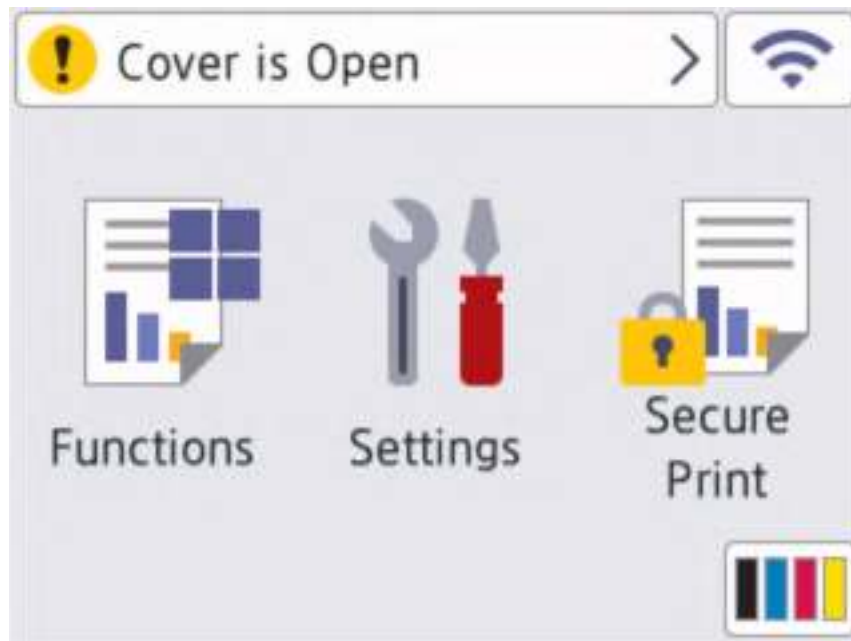 Cover is Open
Functions
Settings
Secure
Print